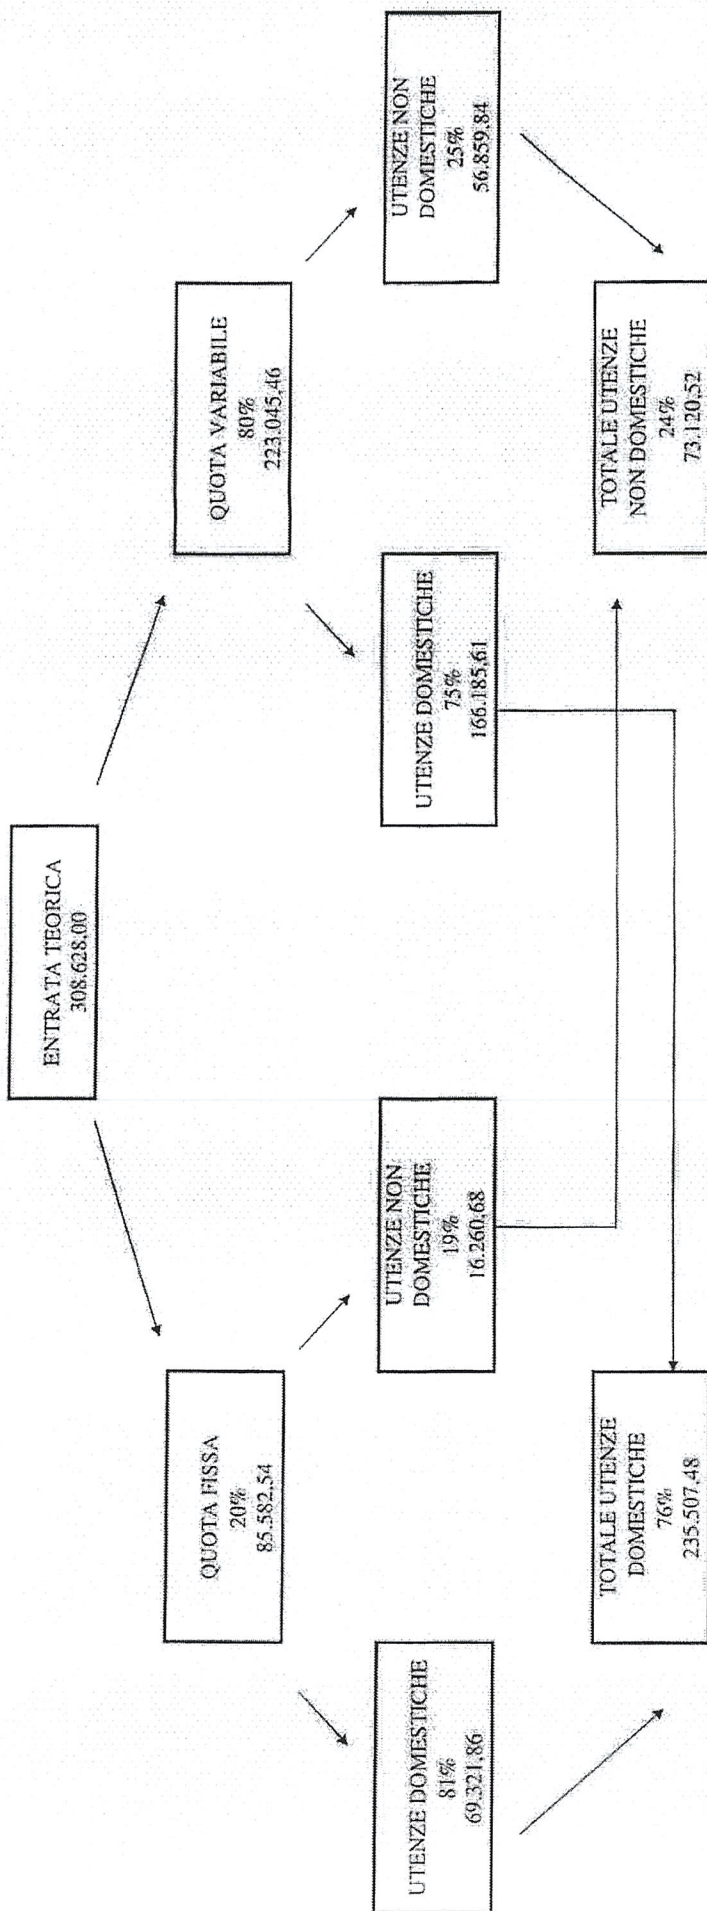 ENTRATA TEORICA
308.628,00
QUOTA FISSA
20%
85.582,54
QUOTA VARIABILE
80%
223.045,46
UTENZE DOMESTICHE
81%
69.321,86
UTENZE NON
DOMESTICHE
19%
16.260,68
UTENZE DOMESTICHE
75%
166.185,61
UTENZE NON
DOMESTICHE
25%
56.859,84
TOTALE UTENZE
DOMESTICHE
76%
235.507,48
TOTALE UTENZE
NON DOMESTICHE
24%
73.120,52